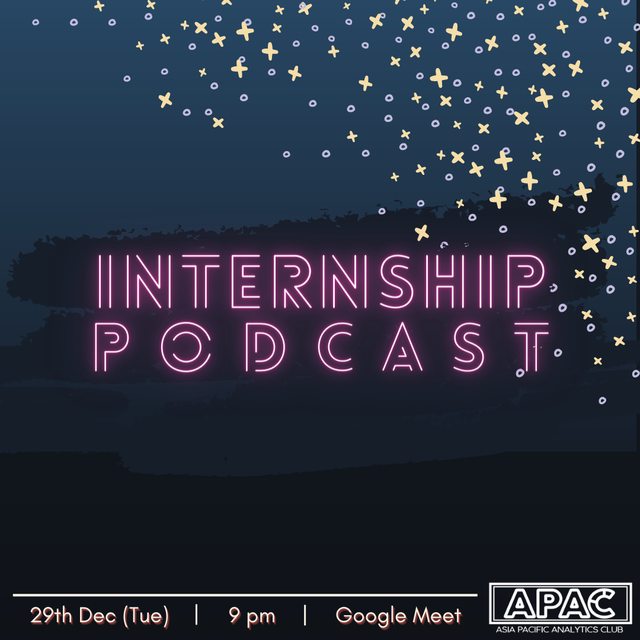 INTERNSHIP
PODCAST
29th Dec (Tue) | 9 pm | Google Meet
APAC
ASIA PACIFIC ANALYTICS CLUB